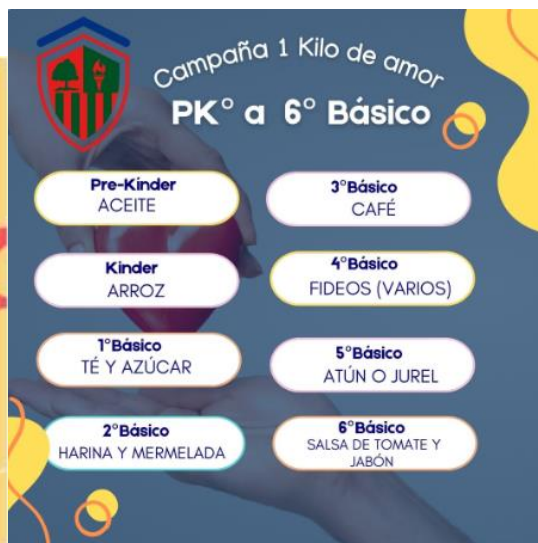 Campaña 1 Kilo de amor
PK° a 6° Básico
Pre-Kinder
ACEITE
Kinder
ARROZ
1°Básico
TÉ Y AZÚCAR
2°Básico
HARINA Y MERMELADA
3°Básico
CAFÉ
4°Básico
FIDEOS (VARIOS)
5°Básico
ATÚN O JUREL
6°Básico
SALSA DE TOMATE Y
JABÓN